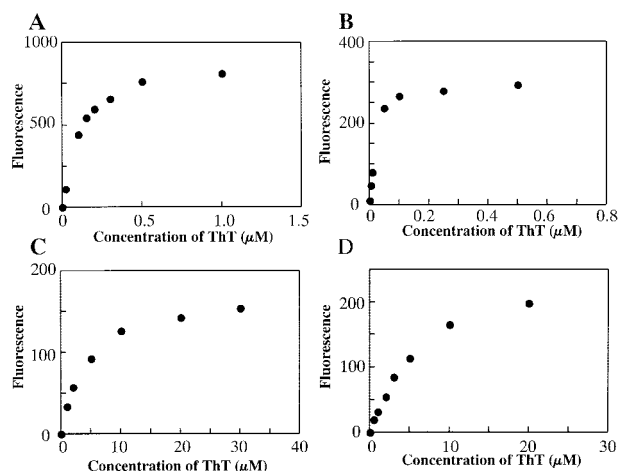 A
1000
500
0
Fluorescence
0
0.5
1.0
1.5
Concentration of ThT (μM)
B
400
200
0
Fluorescence
0
0.2
0.4
0.6
0.8
Concentration of ThT (μM)
C
200
100
0
Fluorescence
0
10
20
30
40
Concentration of ThT (μM)
D
200
100
0
Fluorescence
0
10
20
30
Concentration of ThT (μM)